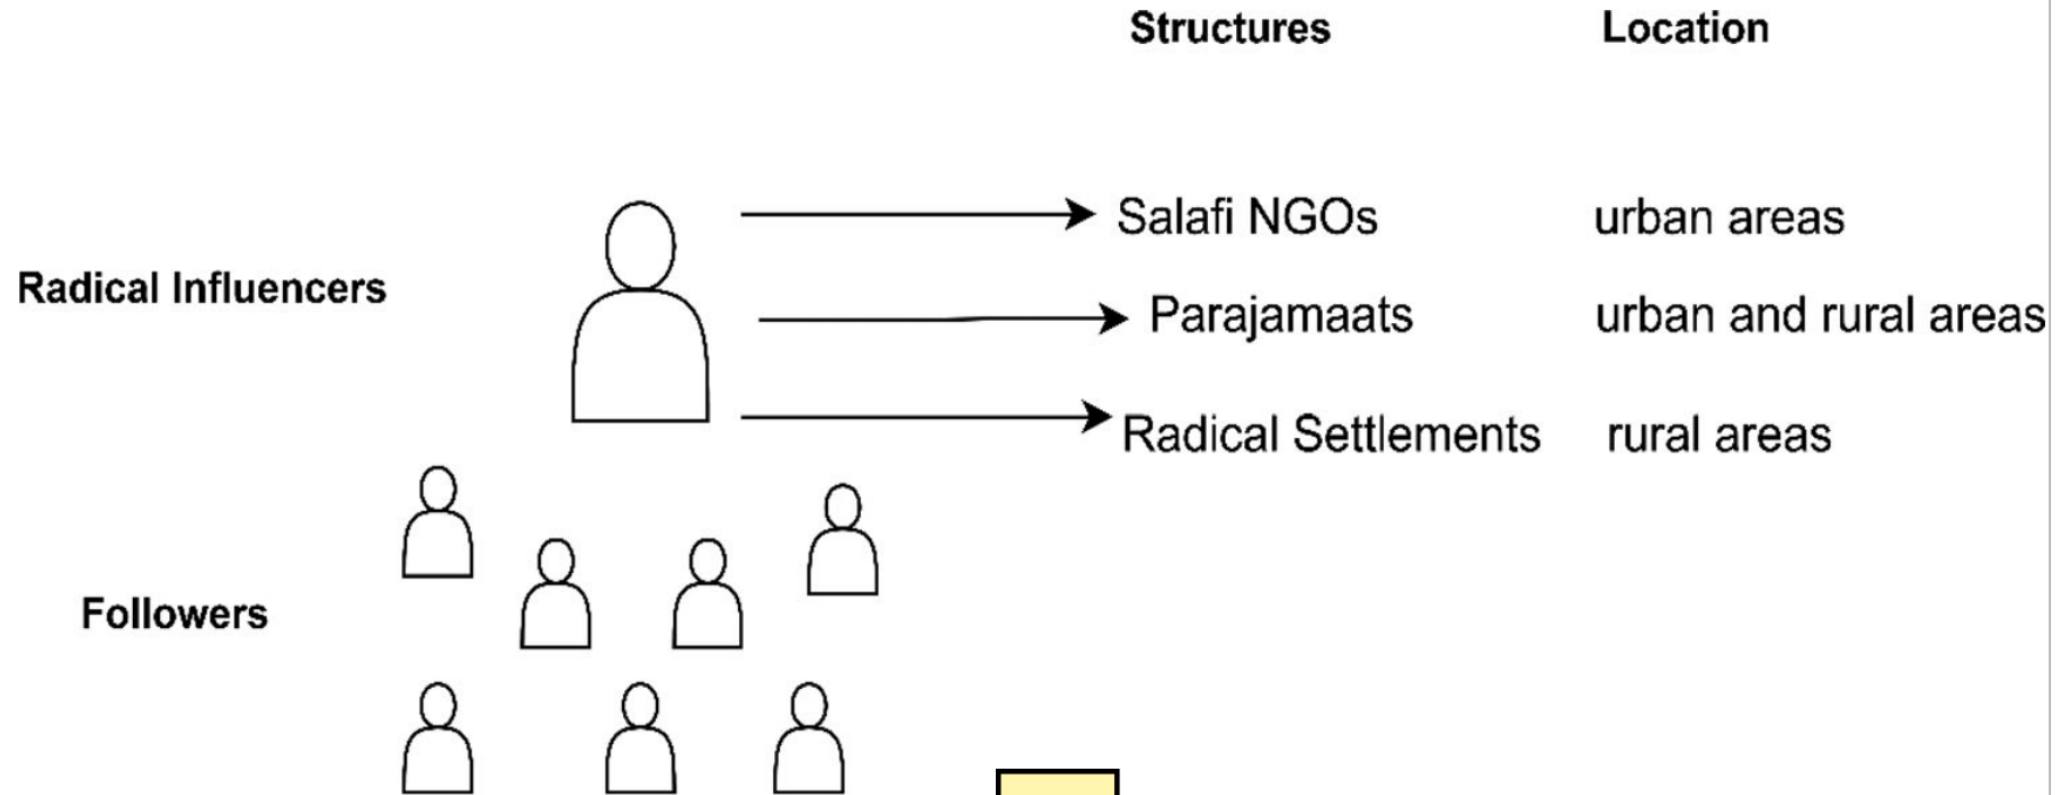 Structures Location
Salafi NGOs urban areas
Radical Influencers
Parajamaats urban and rural areas
Radical Settlements rural areas
Followers